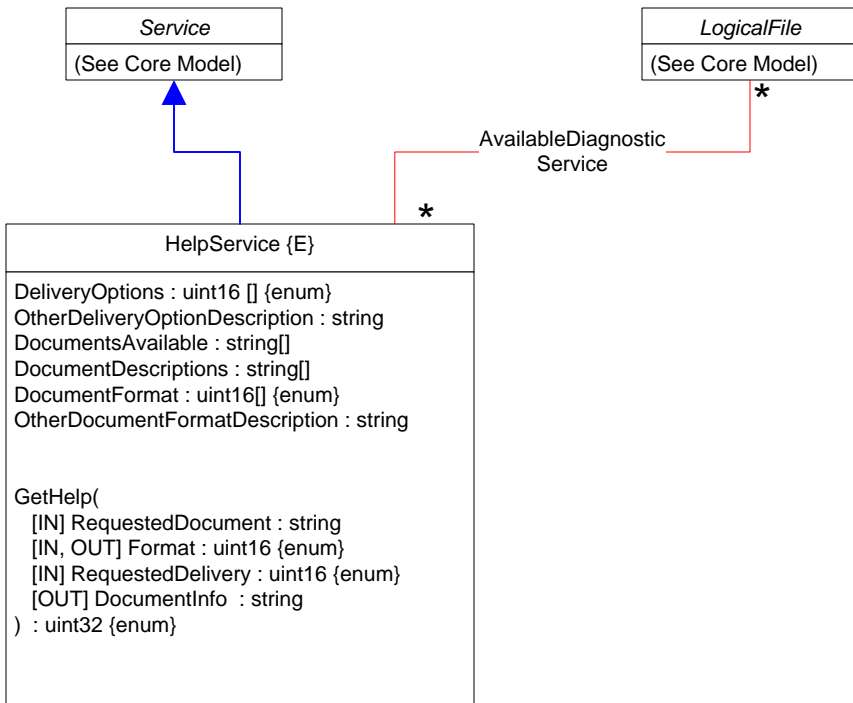 Service
(See Core Model)
LogicalFile
(See Core Model)
*
AvailableDiagnostic
Service
*
HelpService {E}
DeliveryOptions : uint16 [] {enum}
OtherDeliveryOptionDescription : string
DocumentsAvailable : string[]
DocumentDescriptions : string[]
DocumentFormat : uint16[] {enum}
OtherDocumentFormatDescription : string
GetHelp(
[IN] RequestedDocument : string
[IN, OUT] Format : uint16 {enum}
[IN] RequestedDelivery : uint16 {enum}
[OUT] DocumentInfo : string
) : uint32 {enum}